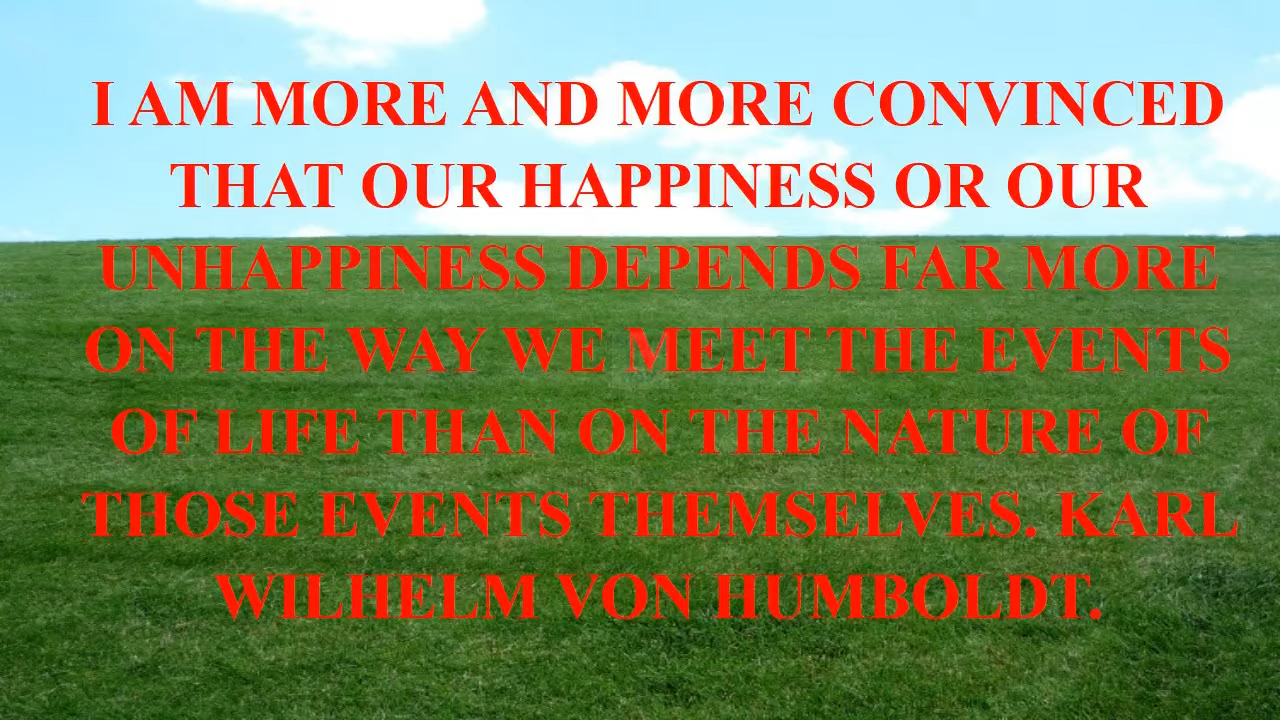 I AM MORE AND MORE CONVINCED
THAT OUR HAPPINESS OR OUR
UNHAPPINESS DEPENDS FAR MORE
ON THE WAY WE MEET THE EVENTS
OF LIFE THAN ON THE NATURE OF
THOSE EVENTS THEMSELVES. KARL
WILHELM VON HUMBOLDT.